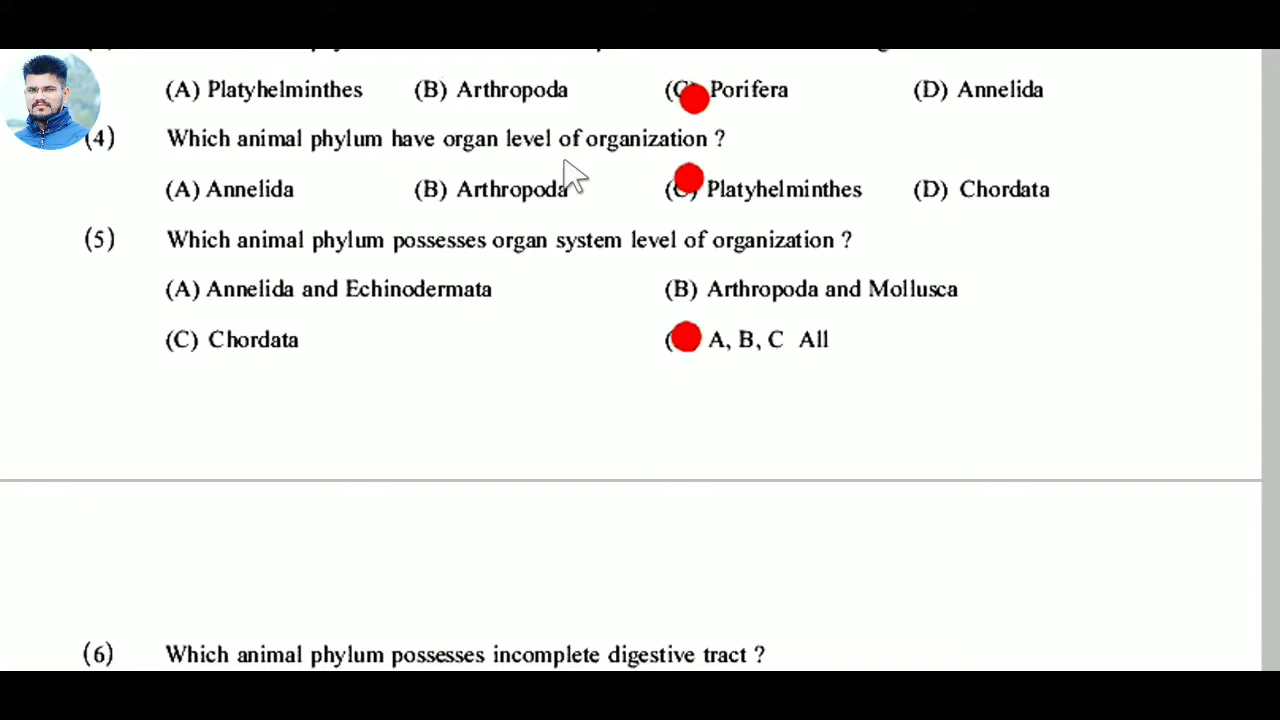 (A) Platyhelminthes (B) Arthropoda (C) Porifera (D) Annelida
(4) Which animal phylum have organ level of organization ?
(A) Annelida (B) Arthropoda (C) Platyhelminthes (D) Chordata
(5) Which animal phylum possesses organ system level of organization ?
(A) Annelida and Echinodermata (B) Arthropoda and Mollusca
(C) Chordata ( A, B, C All
(6) Which animal phylum possesses incomplete digestive tract ?